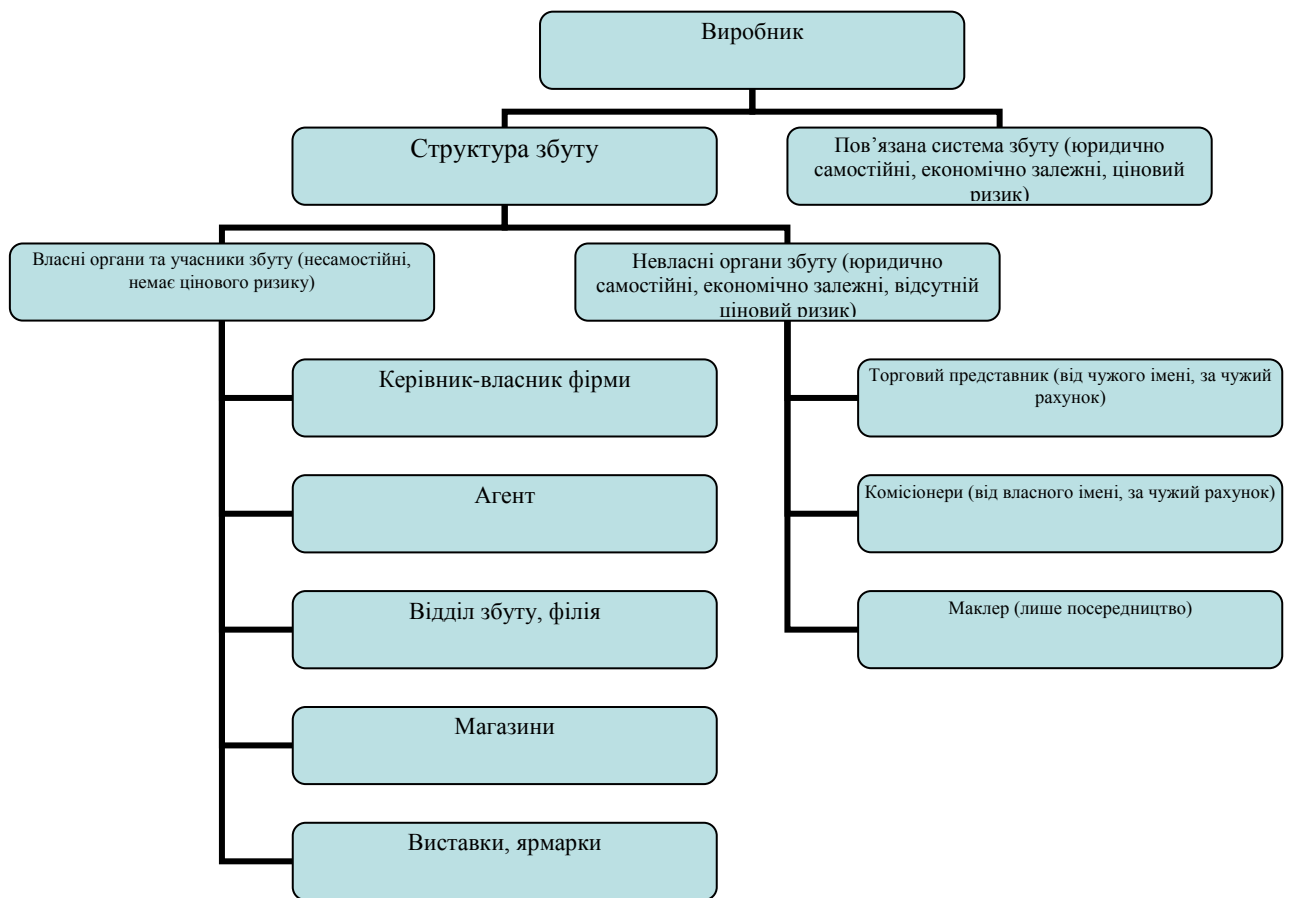 Виробник
Структура збуту
Пов’язана система збуту (юридично
самостійні, економічно залежні, ціновий
ризик)
Власні органи та учасники збуту (несамостійні,
немає цінового ризику)
Невласні органи збуту (юридично
самостійні, економічно залежні, відсутній
ціновий ризик)
Керівник-власник фірми
Агент
Відділ збуту, філія
Магазини
Виставки, ярмарки
Торговий представник (від чужого імені, за чужий
рахунок)
Комісіонери (від власного імені, за чужий рахунок)
Маклер (лише посередництво)